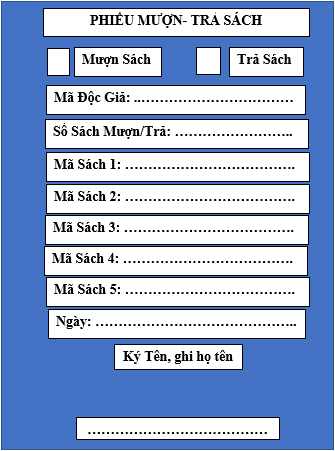 PHIẾU MƯỢN- TRẢ SÁCH
Mượn Sách Trả Sách
Mã Độc Giả: ..……………………………
Số Sách Mượn/Trả: ……………………..
Mã Sách 1: ……………………………….
Mã Sách 2: ……………………………….
Mã Sách 3: ……………………………….
Mã Sách 4: ……………………………….
Mã Sách 5: ……………………………….
Ngày: ……………………………………..
Ký Tên, ghi họ tên
…………………………………